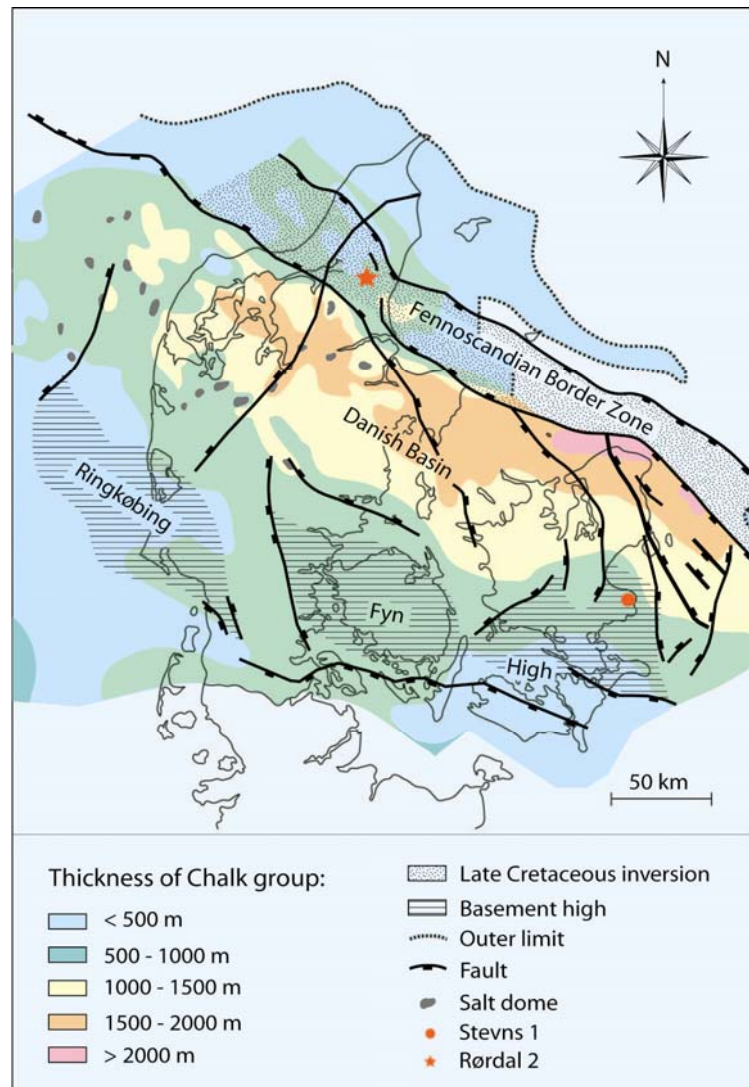 N
Fennoscandian Border Zone
Danish Basin
Ringkøbing
Fyn
High
50 km
Thickness of Chalk group:
< 500 m
500 - 1000 m
1000 - 1500 m
1500 - 2000 m
> 2000 m
Late Cretaceous inversion
Basement high
Outer limit
Fault
Salt dome
Stevns 1
Rørdal 2